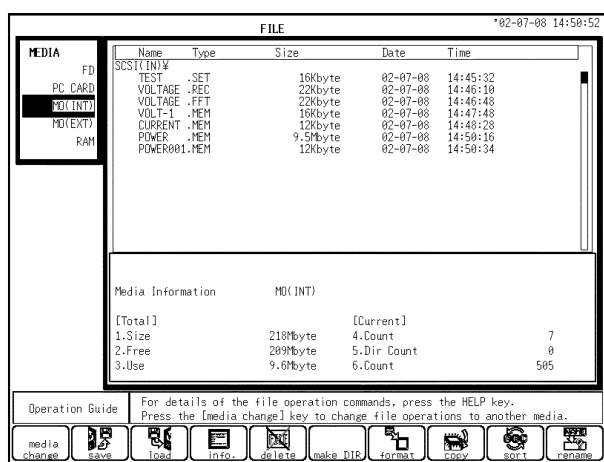 FILE
'02-07-08 14:50:52
MEDIA
FD
PC CARD
MO(INT)
MO(EXT)
RAM
Name Type Size Date Time
SCSI(IN)¥
TEST .SET 16Kbyte 02-07-08 14:45:32
VOLTAGE .REC 22Kbyte 02-07-08 14:46:10
VOLTAGE .FFT 22Kbyte 02-07-08 14:46:48
VOLT-1 .MEM 16Kbyte 02-07-08 14:47:48
CURRENT .MEM 12Kbyte 02-07-08 14:48:28
POWER .MEM 9.5Mbyte 02-07-08 14:50:16
POWER001.MEM 12Kbyte 02-07-08 14:50:34
Media Information MO(INT)
[Total] [Current]
1.Size 218Mbyte 4.Count 7
2.Free 209Mbyte 5.Dir Count 0
3.Use 9.6Mbyte 6.Count 505
Operation Guide
For details of the file operation commands, press the HELP key.
Press the [media change] key to change file operations to another media.
media change
save
load
info.
delete
make DIR
format
copy
sort
rename